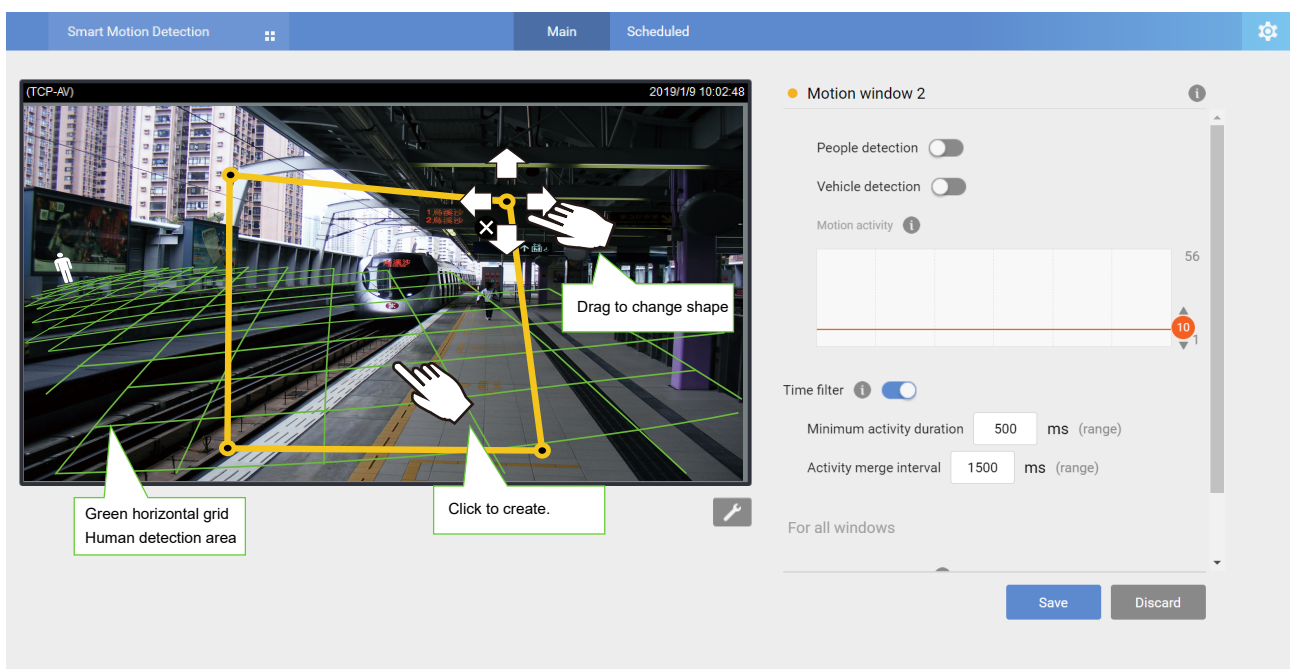 Smart Motion Detection
Main
Scheduled
(TCP-AV)
2019/1/9 10:02:48
Drag to change shape
Click to create.
Green horizontal grid
Human detection area
Motion window 2
People detection
Vehicle detection
Motion activity
56
10
1
Time filter
Minimum activity duration 500 ms (range)
Activity merge interval 1500 ms (range)
For all windows
Save
Discard